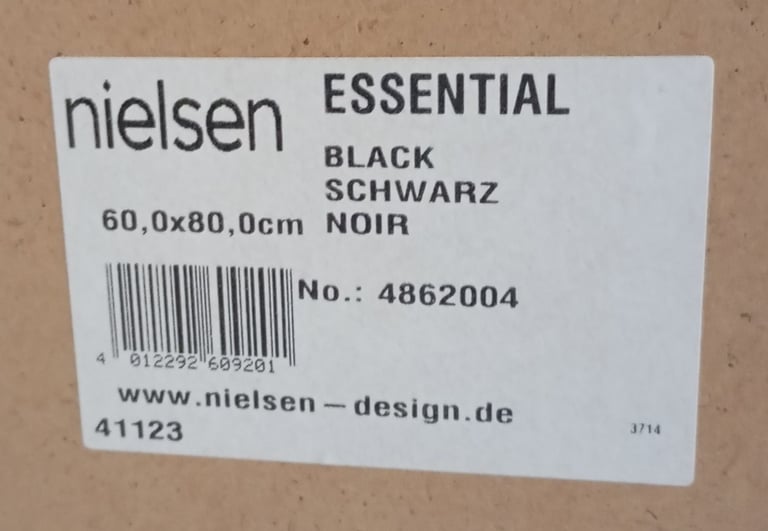 nielsen
ESSENTIAL
BLACK
SCHWARZ
60,0x80,0cm NOIR
No.: 4862004
4 012292 609201
www.nielsen-design.de
41123
3714